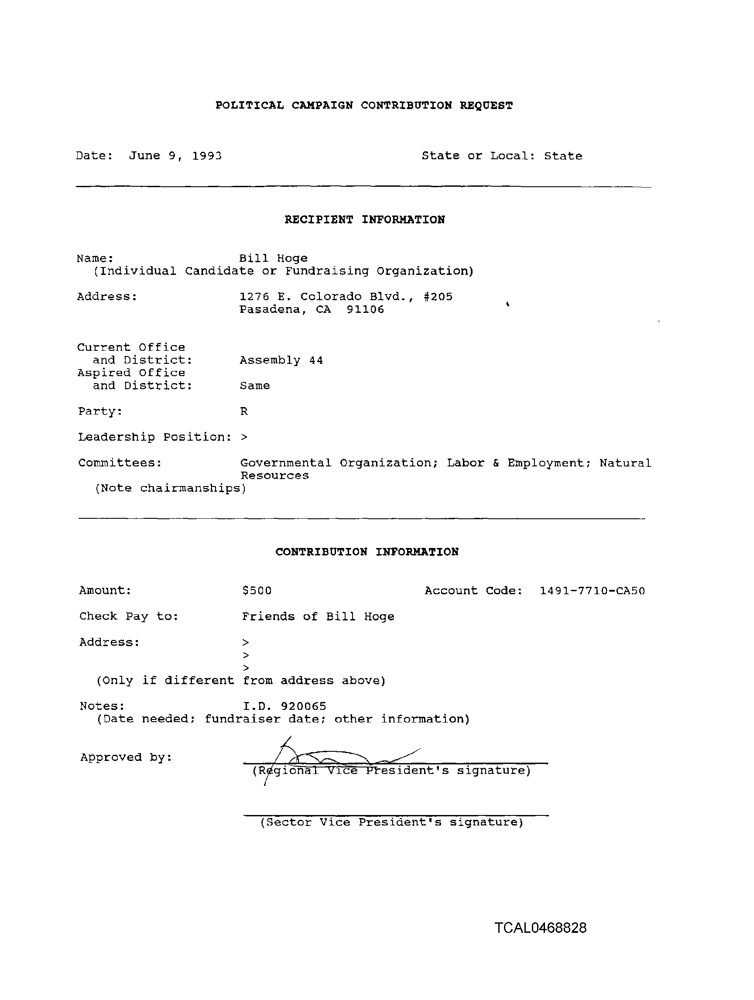 POLITICAL CAMPAIGN CONTRIBUTION REQUEST
Date: June 9, 1993 State or Local: State
RECIPIENT INFORMATION
Name: Bill Hoge
(Individual Candidate or Fundraising Organization)
Address: 1276 E. Colorado Blvd., #205
Pasadena, CA 91106
Current Office
and District: Assembly 44
Aspired Office
and District: Same
Party: R
Leadership Position: >
Committees: Governmental Organization; Labor & Employment; Natural
Resources
(Note chairmanships)
CONTRIBUTION INFORMATION
Amount: $500 Account Code: 1491-7710-CA50
Check Pay to: Friends of Bill Hoge
Address: >
>
>
(Only if different from address above)
Notes: I.D. 920065
(Date needed; fundraiser date; other information)
Approved by:
(Regional Vice President's signature)
(Sector Vice President's signature)
TCAL0468828